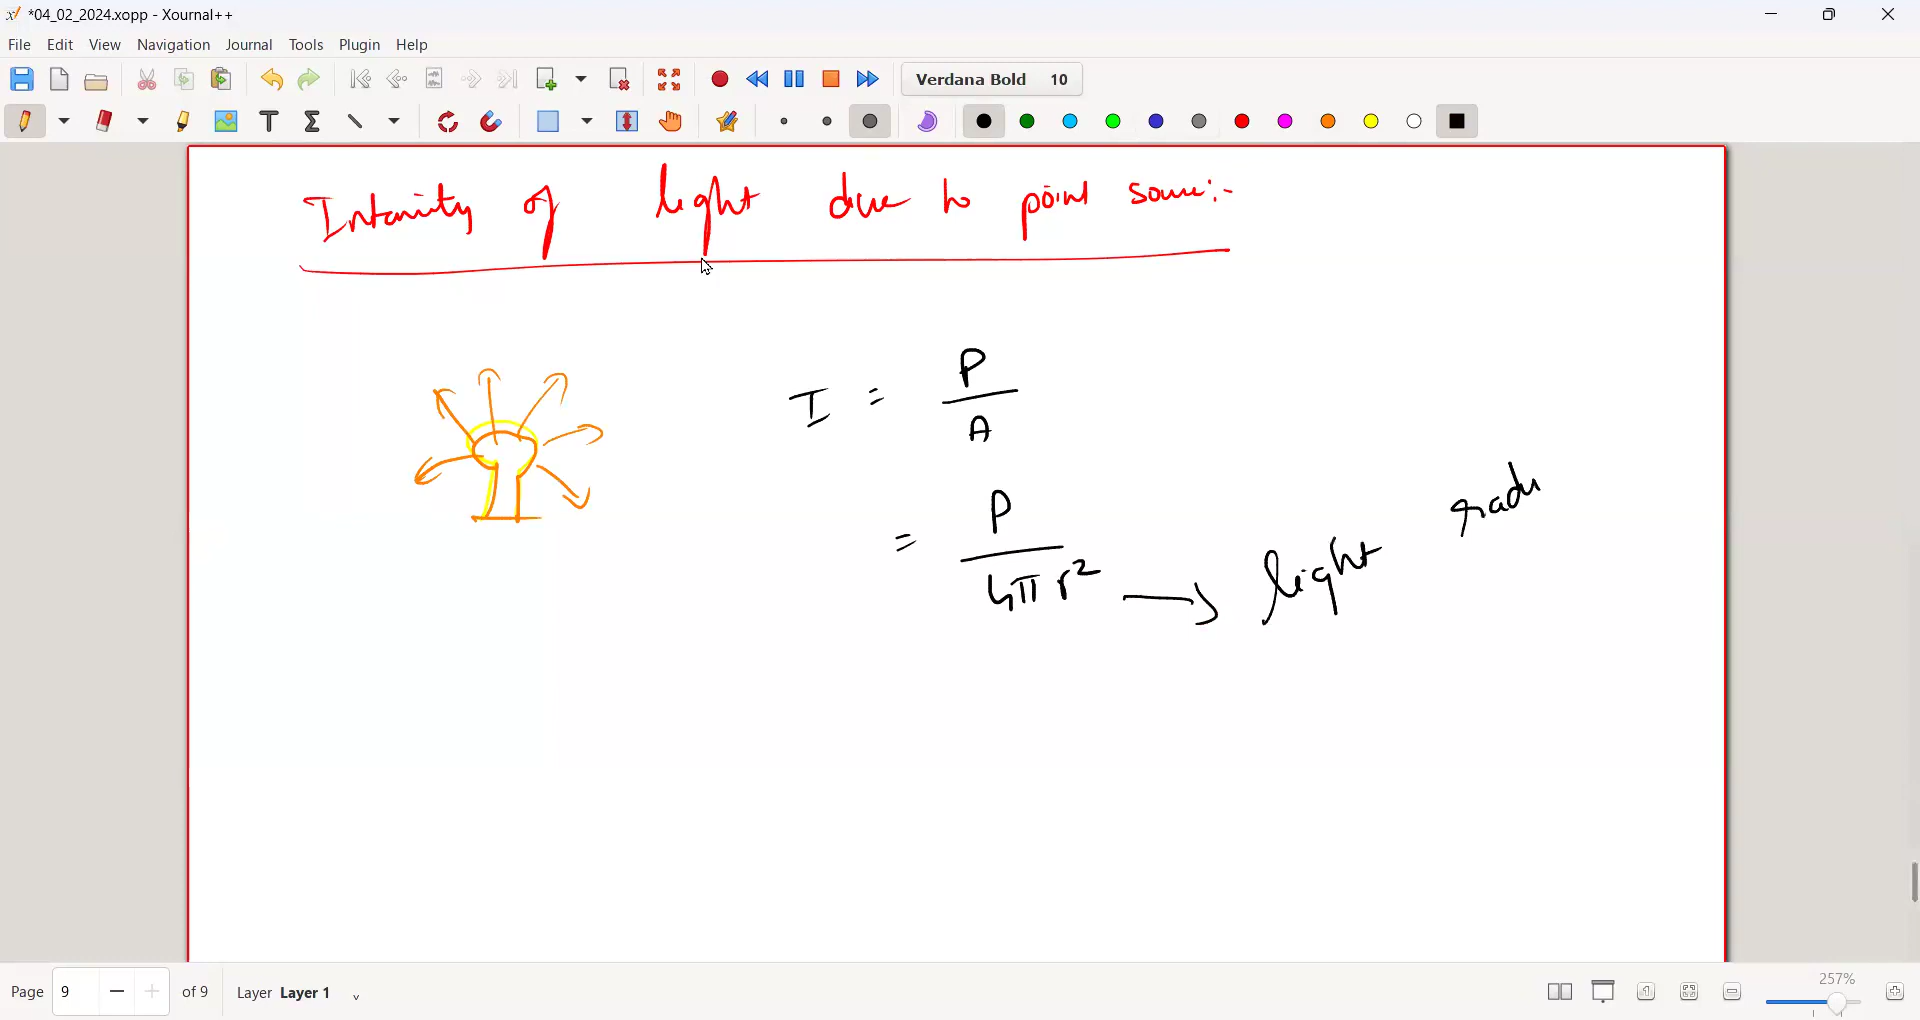 *04_02_2024.xopp - Xournal++
File Edit View Navigation Journal Tools Plugin Help
Verdana Bold 10
Intensity of light due to point source:-
I = P / A
= P / 4πr² → light radi
Page 9 of 9 Layer Layer 1 257%